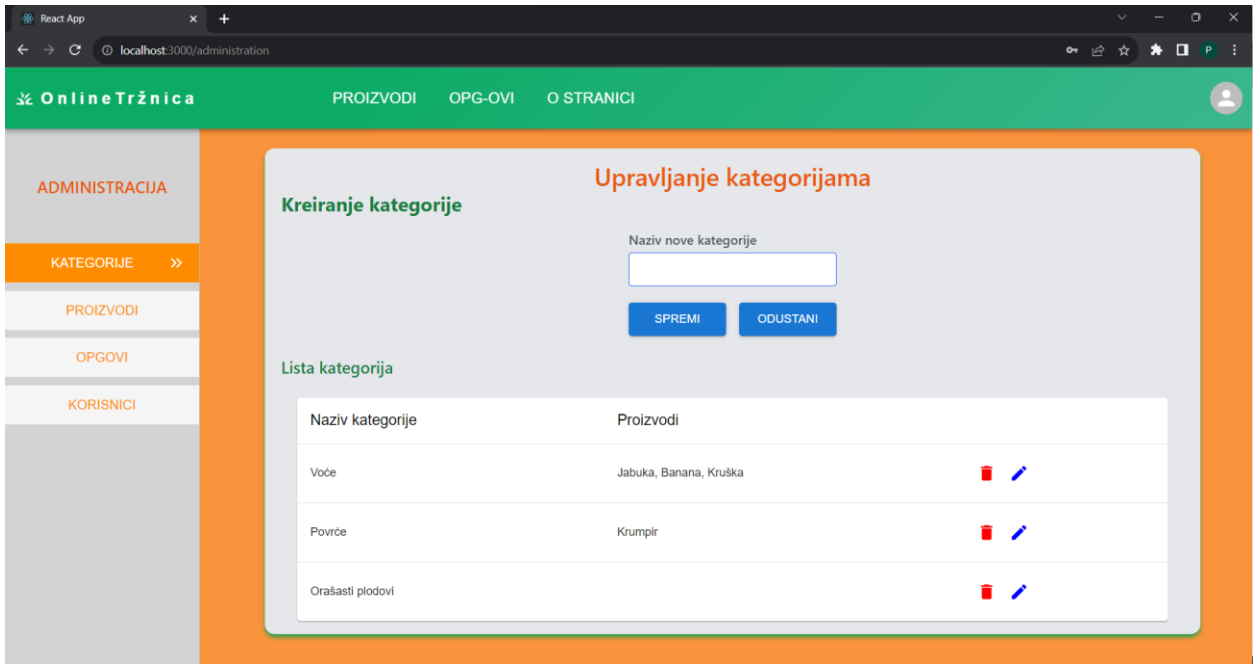 React App
localhost:3000/administration
P
OnlineTržnica PROIZVODI OPG-OVI O STRANICI
ADMINISTRACIJA
KATEGORIJE
PROIZVODI
OPGOVI
KORISNICI
Upravljanje kategorijama
Kreiranje kategorije
Naziv nove kategorije
SPREMI ODUSTANI
Lista kategorija
Naziv kategorije Proizvodi
Voće Jabuka, Banana, Kruška
Povrće Krumpir
Orašasti plodovi